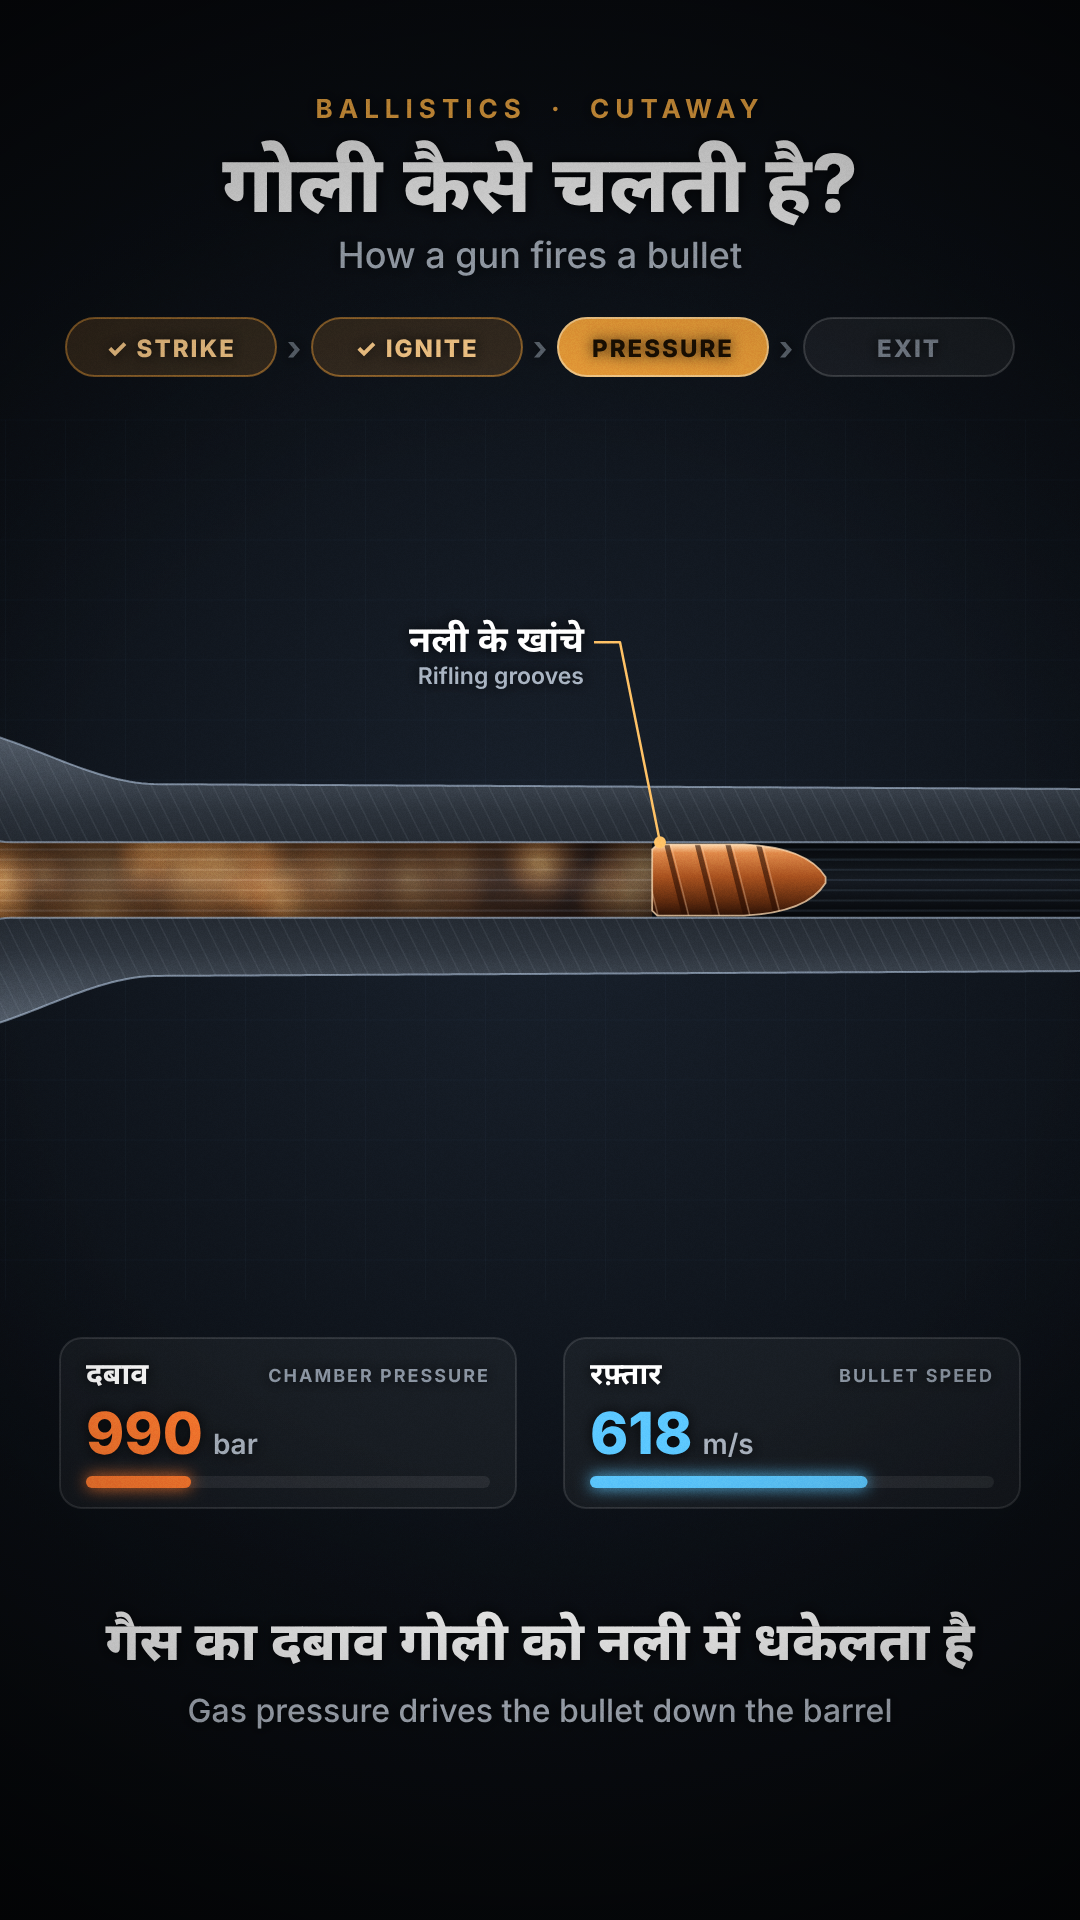 BALLISTICS · CUTAWAY
गोली कैसे चलती है?
How a gun fires a bullet
✓ STRIKE › ✓ IGNITE › PRESSURE › EXIT
नली के खांचे
Rifling grooves
दबाव CHAMBER PRESSURE
990 bar
रफ़्तार BULLET SPEED
618 m/s
गैस का दबाव गोली को नली में धकेलता है
Gas pressure drives the bullet down the barrel